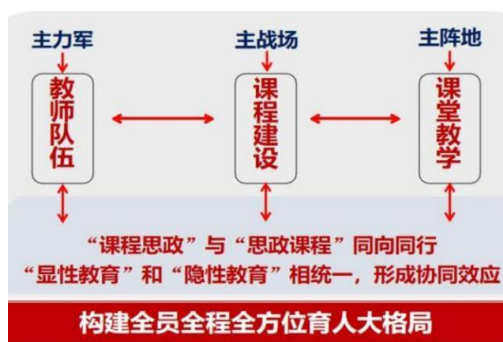 主力军 主战场 主阵地
教师队伍 课程建设 课堂教学
“课程思政”与“思政课程”同向同行
“显性教育”和“隐性教育”相统一，形成协同效应
构建全员全程全方位育人大格局